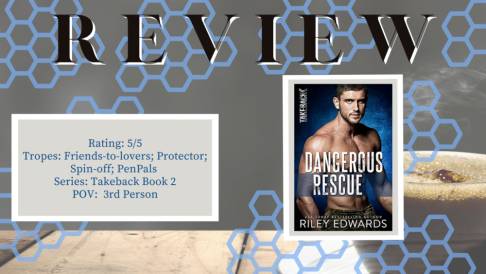 REVIEW
Rating: 5/5
Tropes: Friends-to-lovers; Protector;
Spin-off; PenPals
Series: Takeback Book 2
POV: 3rd Person
TAKEBACK
DANGEROUS
RESCUE
RILEY EDWARDS